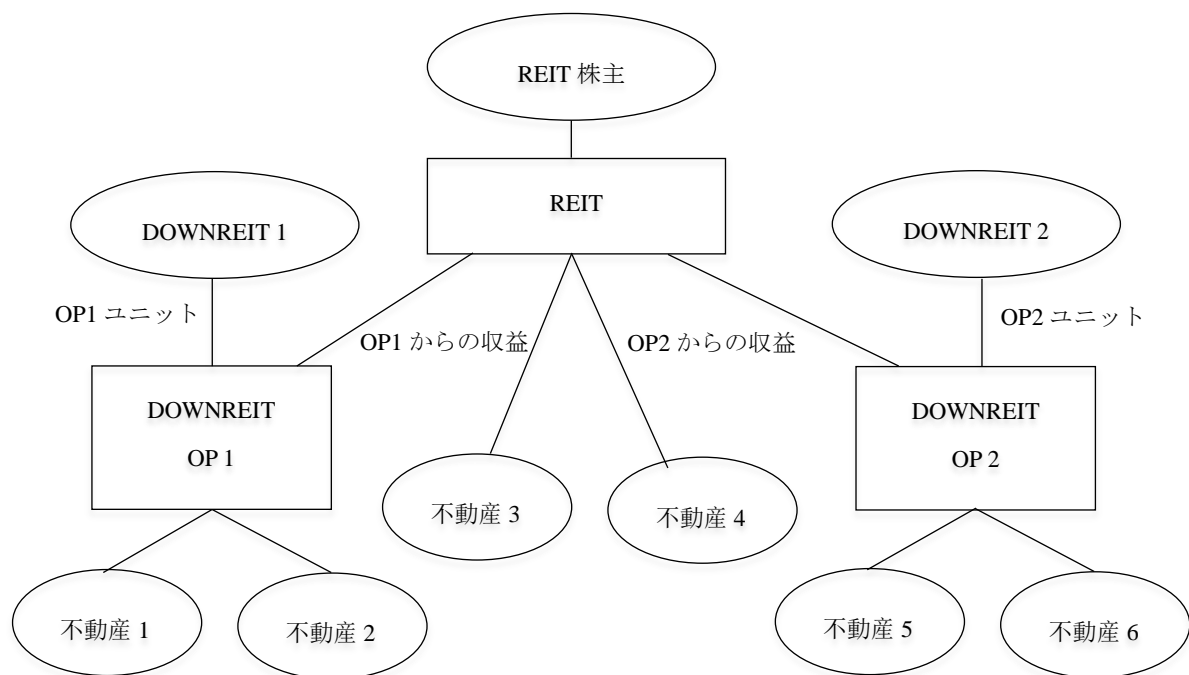 REIT 株主
REIT
DOWNREIT 1
DOWNREIT 2
OP1 ユニット
OP1 からの収益
OP2 からの収益
OP2 ユニット
DOWNREIT
OP 1
DOWNREIT
OP 2
不動産 3
不動産 4
不動産 1
不動産 2
不動産 5
不動産 6